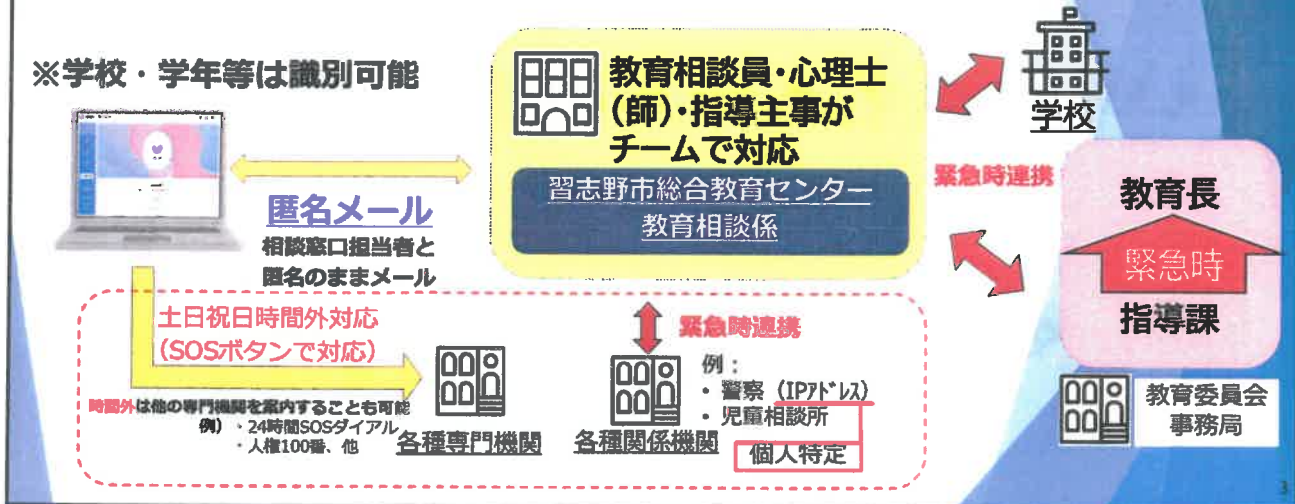 ※学校・学年等は識別可能
教育相談員・心理士
(師)・指導主事が
チームで対応
習志野市総合教育センター
教育相談係
学校
匿名メール
相談窓口担当者と
匿名のままメール
緊急時連携
教育長
緊急時
指導課
教育委員会
事務局
土日祝日時間外対応
(SOSボタンで対応)
時間外は他の専門機関を案内することも可能
例) ・24時間SOSダイアル
・人権100番、他
各種専門機関
緊急時連携
各種関係機関
例：
・ 警察 (IPｱﾄﾞﾚｽ)
・ 児童相談所
個人特定
3